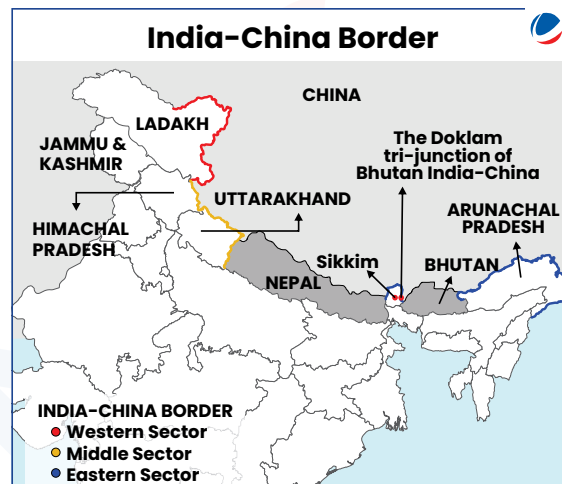 India-China Border
CHINA
LADAKH
JAMMU &
KASHMIR
The Doklam
tri-junction of
Bhutan India-China
UTTARAKHAND
ARUNACHAL
PRADESH
HIMACHAL
PRADESH
Sikkim
BHUTAN
NEPAL
INDIA-CHINA BORDER
Western Sector
Middle Sector
Eastern Sector